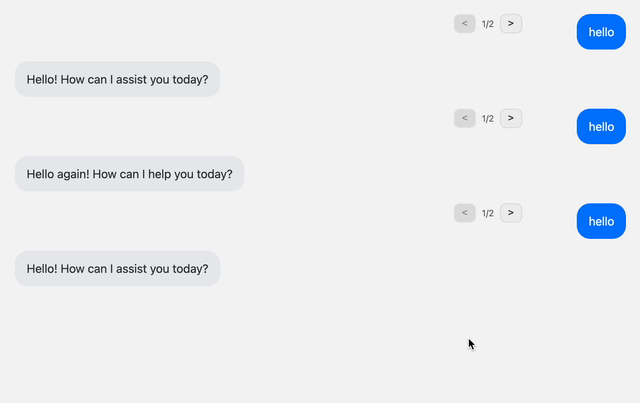 < 1/2 > hello
Hello! How can I assist you today?
< 1/2 > hello
Hello again! How can I help you today?
< 1/2 > hello
Hello! How can I assist you today?